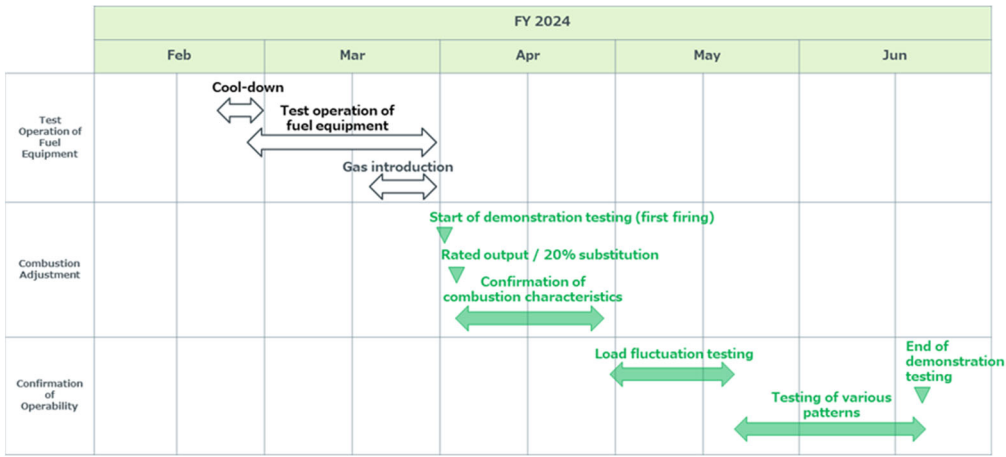 FY 2024
Feb
Mar
Apr
May
Jun
Test
Operation of
Fuel
Equipment
Cool-down
Test operation of
fuel equipment
Gas introduction
Combustion
Adjustment
Start of demonstration testing (first firing)
Rated output / 20% substitution
Confirmation of
combustion characteristics
Confirmation
of
Operability
Load fluctuation testing
Testing of various
patterns
End of
demonstration
testing